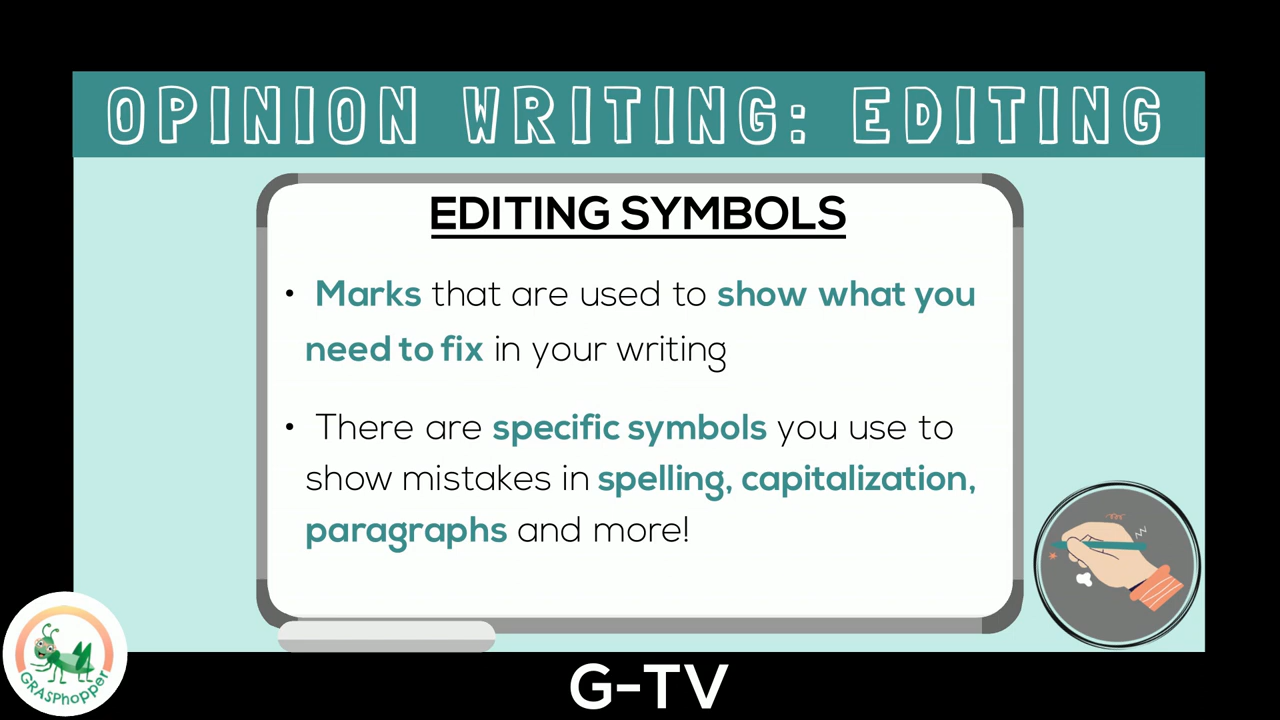 OPINION WRITING: EDITING
EDITING SYMBOLS
• Marks that are used to show what you
need to fix in your writing
• There are specific symbols you use to
show mistakes in spelling, capitalization,
paragraphs and more!
GRASPhopper
G-TV